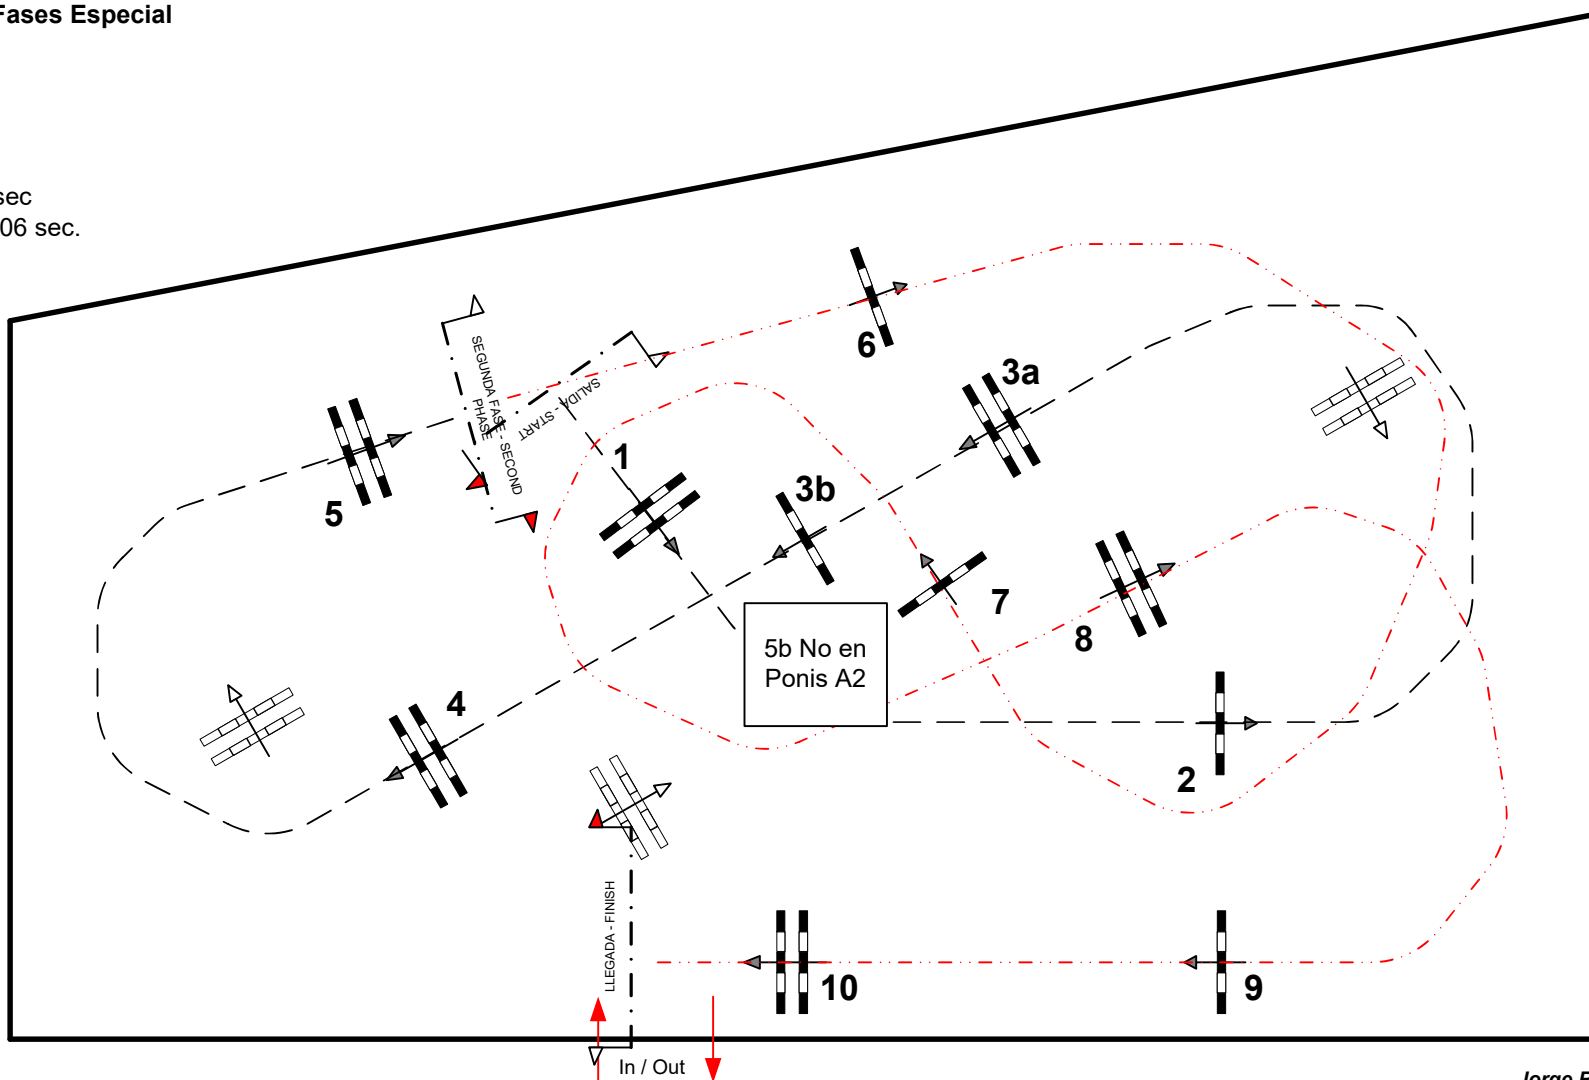 Fases Especial
sec
06 sec.
6
3a
SEGUNDA FASE - SECOND
PHASE
SALIDA - START
1
3b
5
7
8
5b No en
Ponis A2
4
2
LLEGADA - FINISH
10
9
In / Out